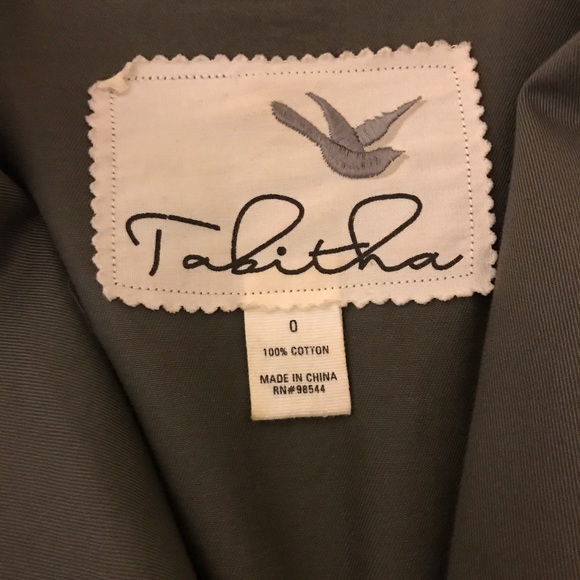 Tabitha
0
100% COTTON
MADE IN CHINA
RN#98544